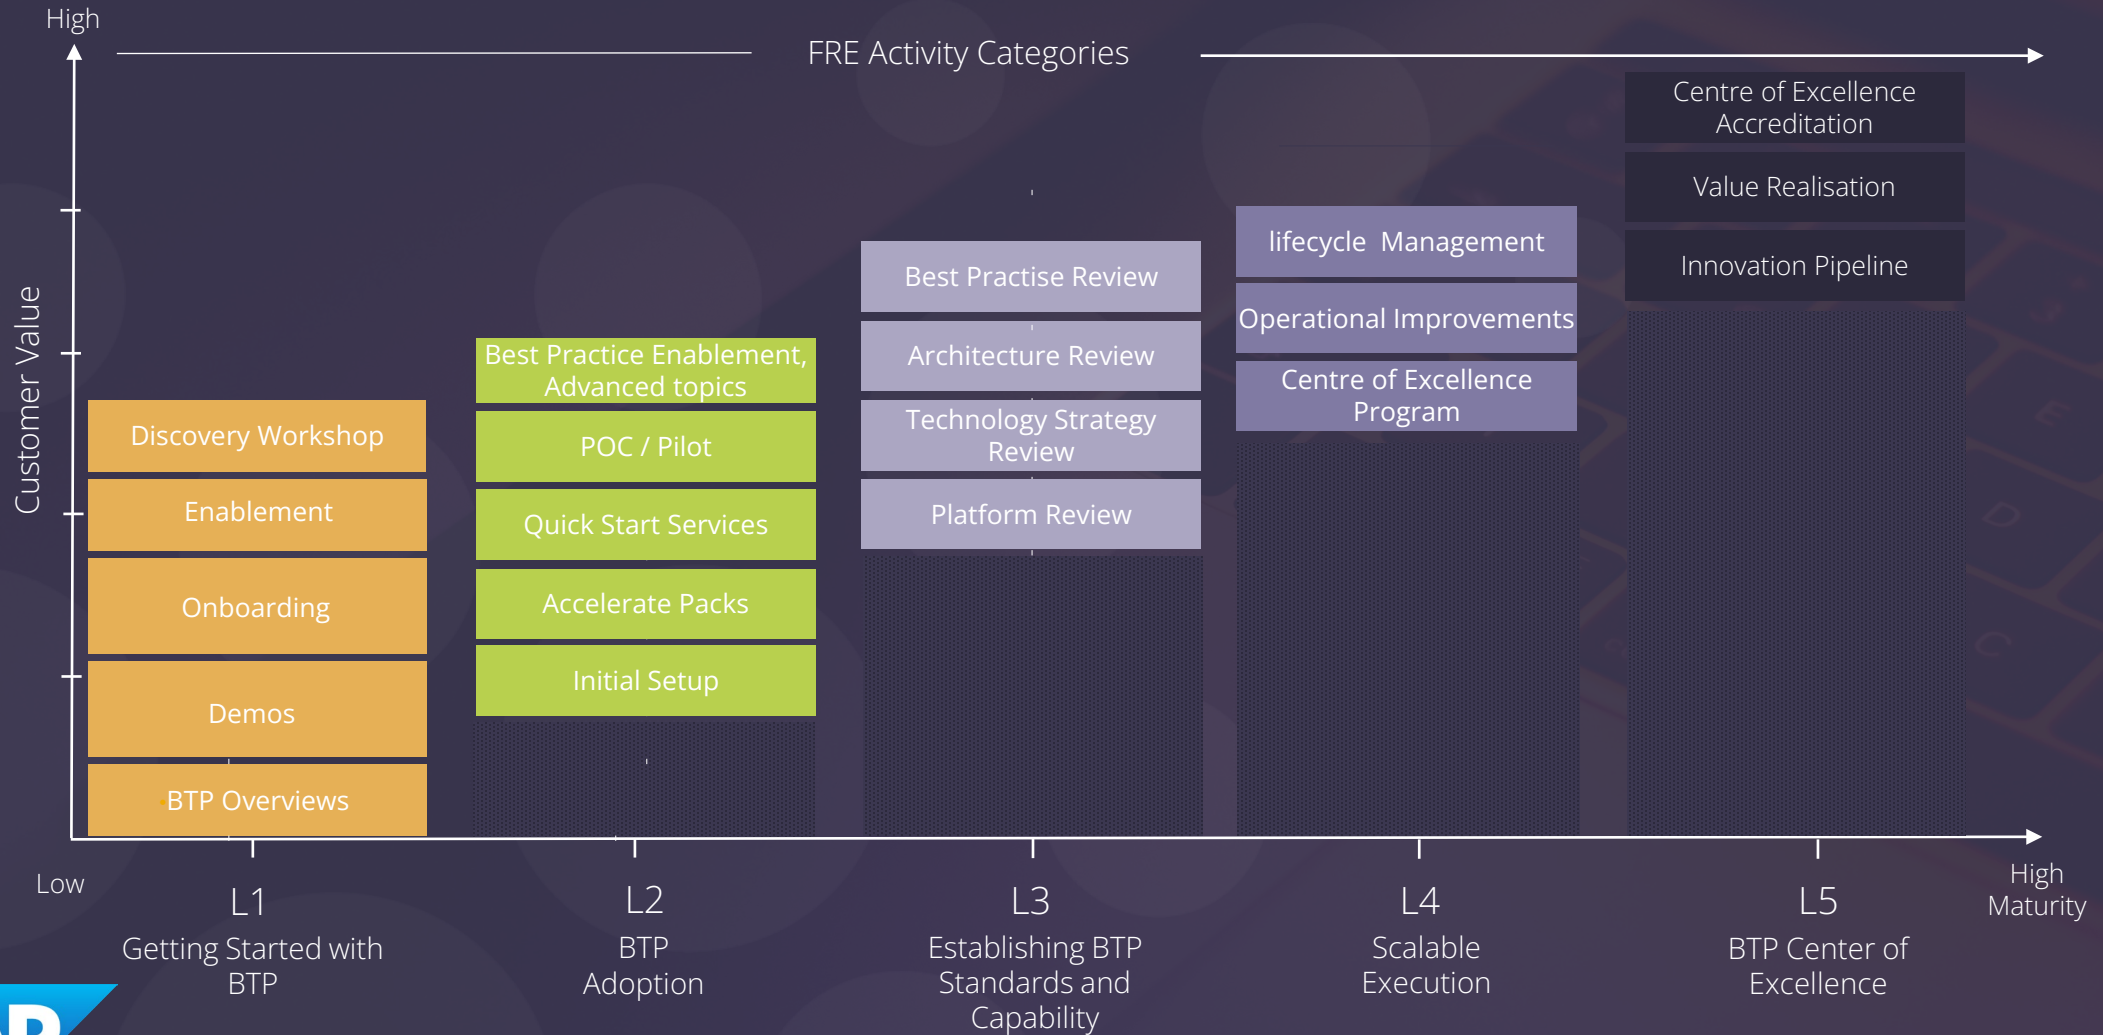 High
FRE Activity Categories
Customer Value
Discovery Workshop
Enablement
Onboarding
Demos
•BTP Overviews
Best Practice Enablement,
Advanced topics
POC / Pilot
Quick Start Services
Accelerate Packs
Initial Setup
Best Practise Review
Architecture Review
Technology Strategy
Review
Platform Review
lifecycle Management
Operational Improvements
Centre of Excellence
Program
Centre of Excellence
Accreditation
Value Realisation
Innovation Pipeline
Low
L1
Getting Started with
BTP
L2
BTP
Adoption
L3
Establishing BTP
Standards and
Capability
L4
Scalable
Execution
L5
BTP Center of
Excellence
High
Maturity